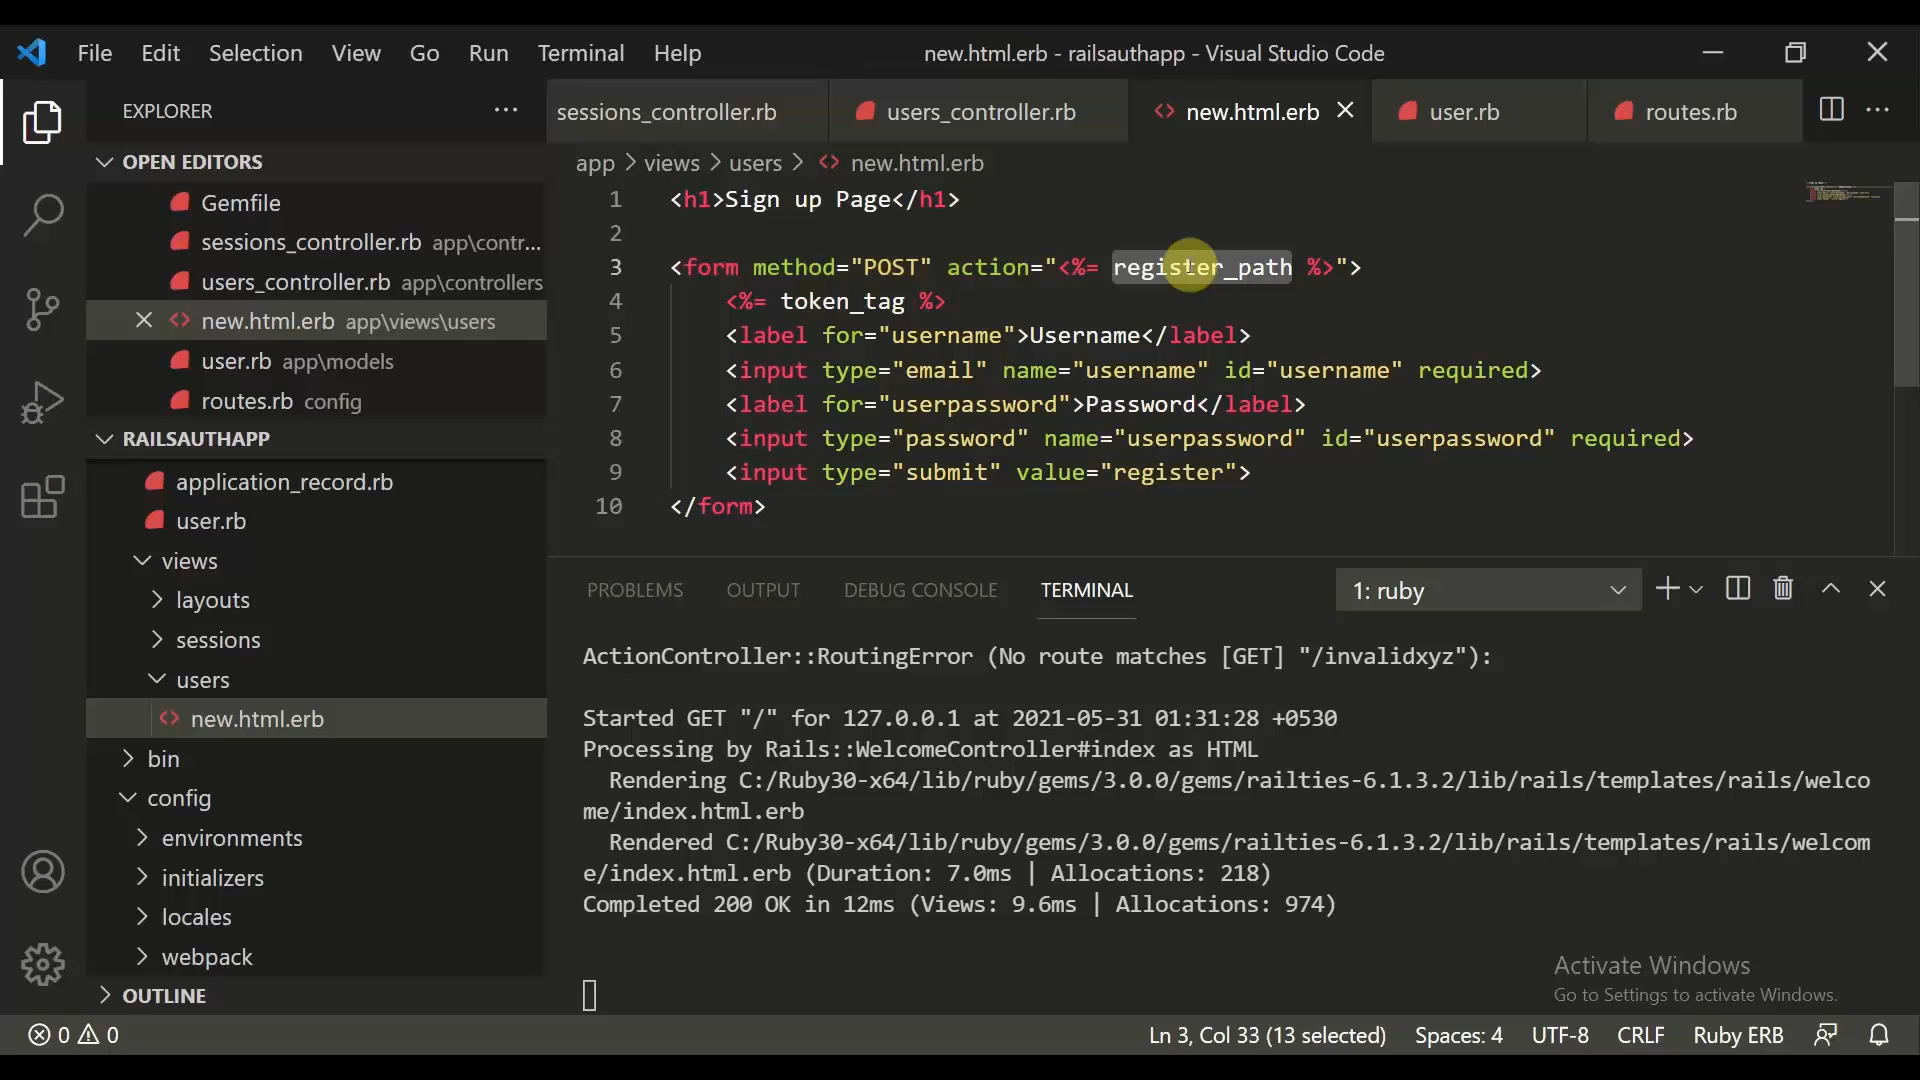 File Edit Selection View Go Run Terminal Help new.html.erb - railsauthapp - Visual Studio Code
EXPLORER
OPEN EDITORS
Gemfile
sessions_controller.rb app\contr...
users_controller.rb app\controllers
new.html.erb app\views\users
user.rb app\models
routes.rb config
RAILSAUTHAPP
application_record.rb
user.rb
views
layouts
sessions
users
new.html.erb
bin
config
environments
initializers
locales
webpack
OUTLINE
sessions_controller.rb users_controller.rb new.html.erb user.rb routes.rb
app > views > users > new.html.erb
1 <h1>Sign up Page</h1>
2
3 <form method="POST" action="<%= register_path %>">
4 <%= token_tag %>
5 <label for="username">Username</label>
6 <input type="email" name="username" id="username" required>
7 <label for="userpassword">Password</label>
8 <input type="password" name="userpassword" id="userpassword" required>
9 <input type="submit" value="register">
10 </form>
PROBLEMS OUTPUT DEBUG CONSOLE TERMINAL 1: ruby
ActionController::RoutingError (No route matches [GET] "/invalidxyz"):
Started GET "/" for 127.0.0.1 at 2021-05-31 01:31:28 +0530
Processing by Rails::WelcomeController#index as HTML
Rendering C:/Ruby30-x64/lib/ruby/gems/3.0.0/gems/railties-6.1.3.2/lib/rails/templates/rails/welco
me/index.html.erb
Rendered C:/Ruby30-x64/lib/ruby/gems/3.0.0/gems/railties-6.1.3.2/lib/rails/templates/rails/welcom
e/index.html.erb (Duration: 7.0ms | Allocations: 218)
Completed 200 OK in 12ms (Views: 9.6ms | Allocations: 974)
Activate Windows
Go to Settings to activate Windows.
0 0 Ln 3, Col 33 (13 selected) Spaces: 4 UTF-8 CRLF Ruby ERB